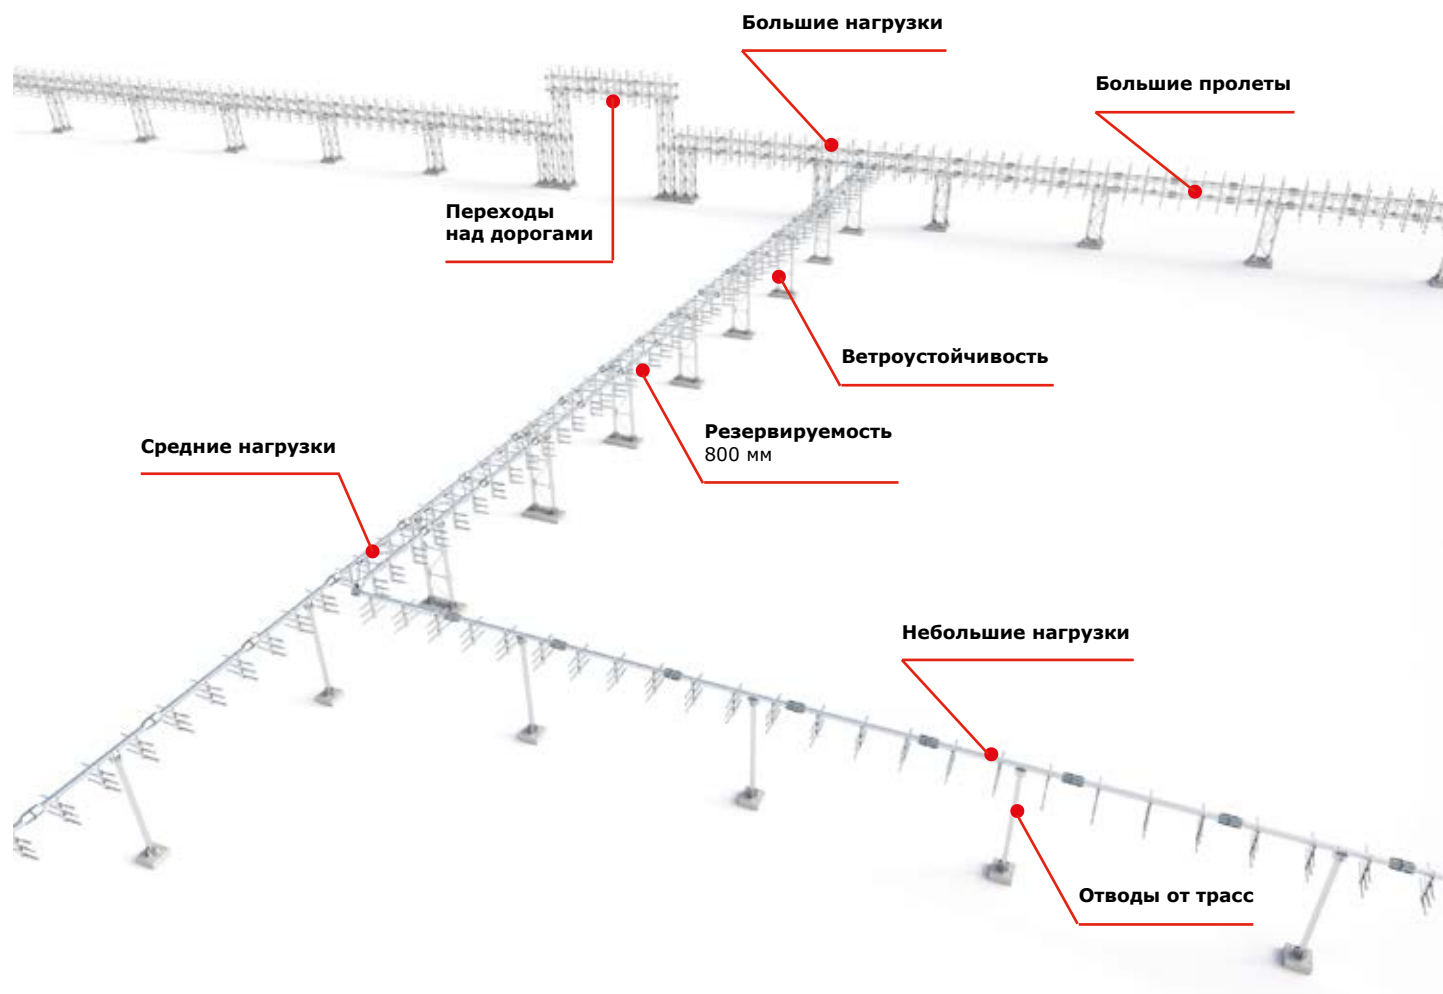 Большие нагрузки
Большие пролеты
Переходы
над дорогами
Ветроустойчивость
Резервируемость
800 мм
Средние нагрузки
Небольшие нагрузки
Отводы от трасс